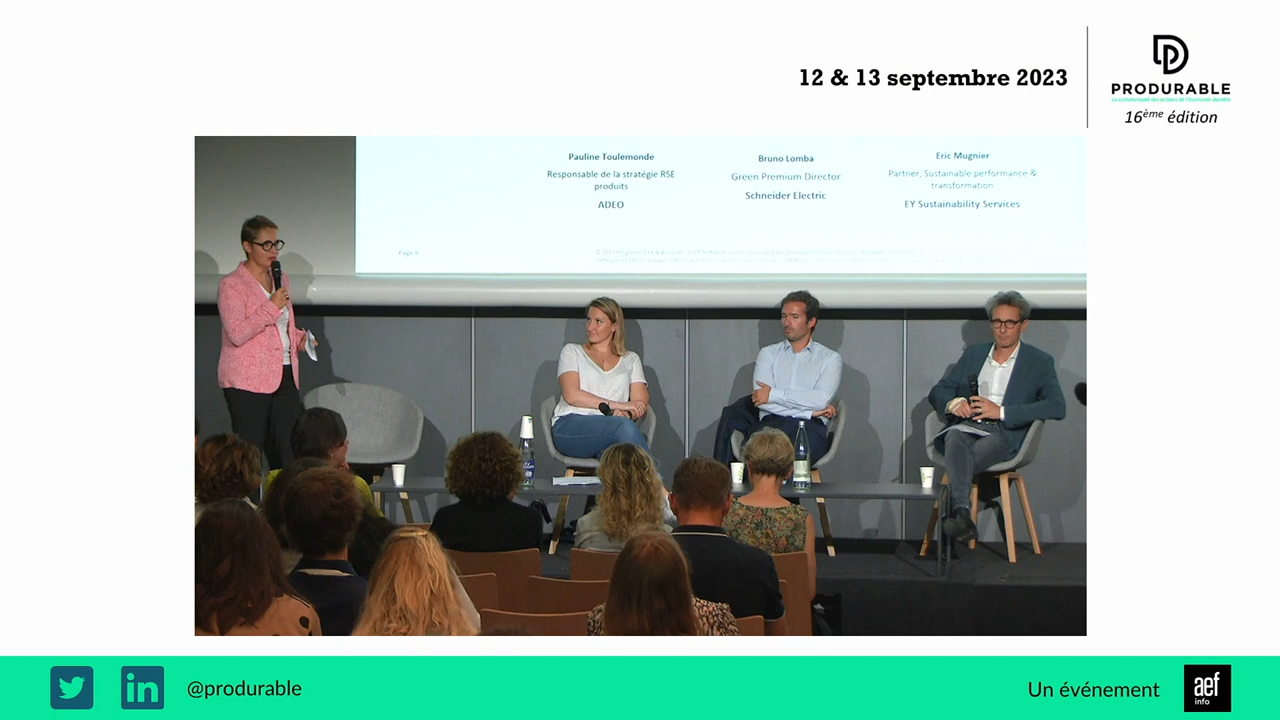 12 & 13 septembre 2023
PRODURABLE
16ème édition
Pauline Toulemonde
Responsable de la stratégie RSE
produits
ADEO
Bruno Lomba
Green Premium Director
Schneider Electric
Eric Mugnier
Partner, Sustainable performance &
transformation
EY Sustainability Services
@produrable
Un événement
aef
info